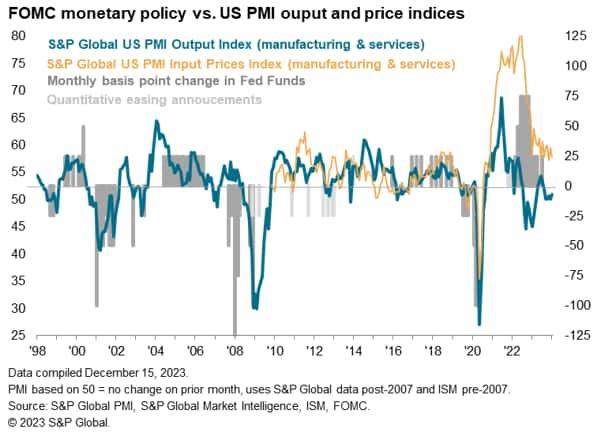 FOMC monetary policy vs. US PMI ouput and price indices
80
75
70
65
60
55
50
45
40
35
30
25
S&P Global US PMI Output Index (manufacturing & services)
S&P Global US PMI Input Prices Index (manufacturing & services)
Monthly basis point change in Fed Funds
Quantitative easing annoucements
125
100
75
50
25
0
-25
-50
-75
-100
-125
'98 '00 '02 '04 '06 '08 '10 '12 '14 '16 '18 '20 '22
Data compiled December 15, 2023.
PMI based on 50 = no change on prior month, uses S&P Global data post-2007 and ISM pre-2007.
Source: S&P Global PMI, S&P Global Market Intelligence, ISM, FOMC.
© 2023 S&P Global.